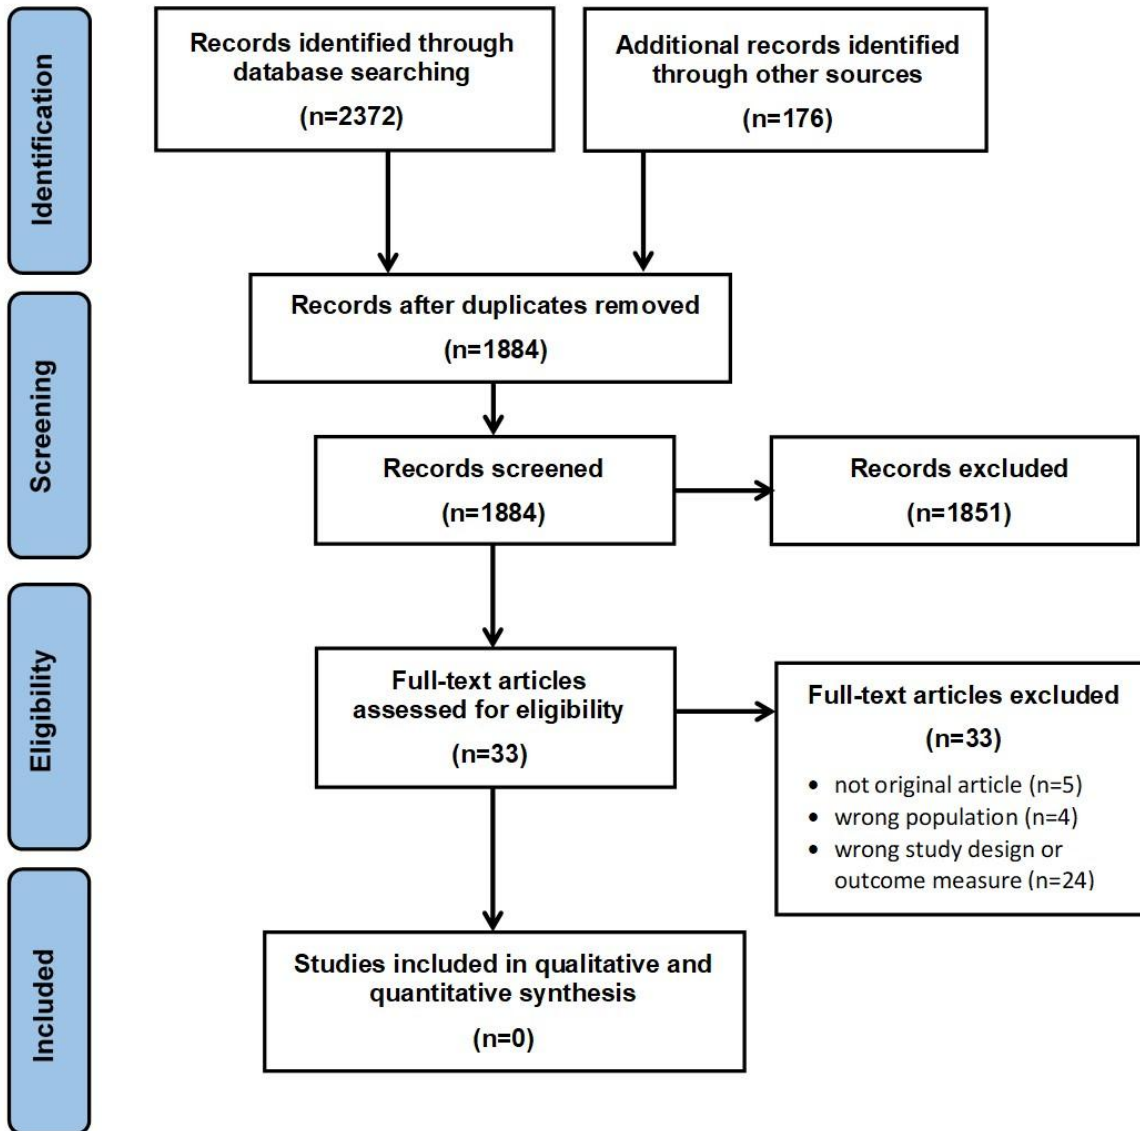 Identification
Records identified through
database searching
(n=2372)
Additional records identified
through other sources
(n=176)
Screening
Records after duplicates removed
(n=1884)
Records screened
(n=1884)
Records excluded
(n=1851)
Eligibility
Full-text articles
assessed for eligibility
(n=33)
Full-text articles excluded
(n=33)
• not original article (n=5)
• wrong population (n=4)
• wrong study design or
outcome measure (n=24)
Included
Studies included in qualitative and
quantitative synthesis
(n=0)